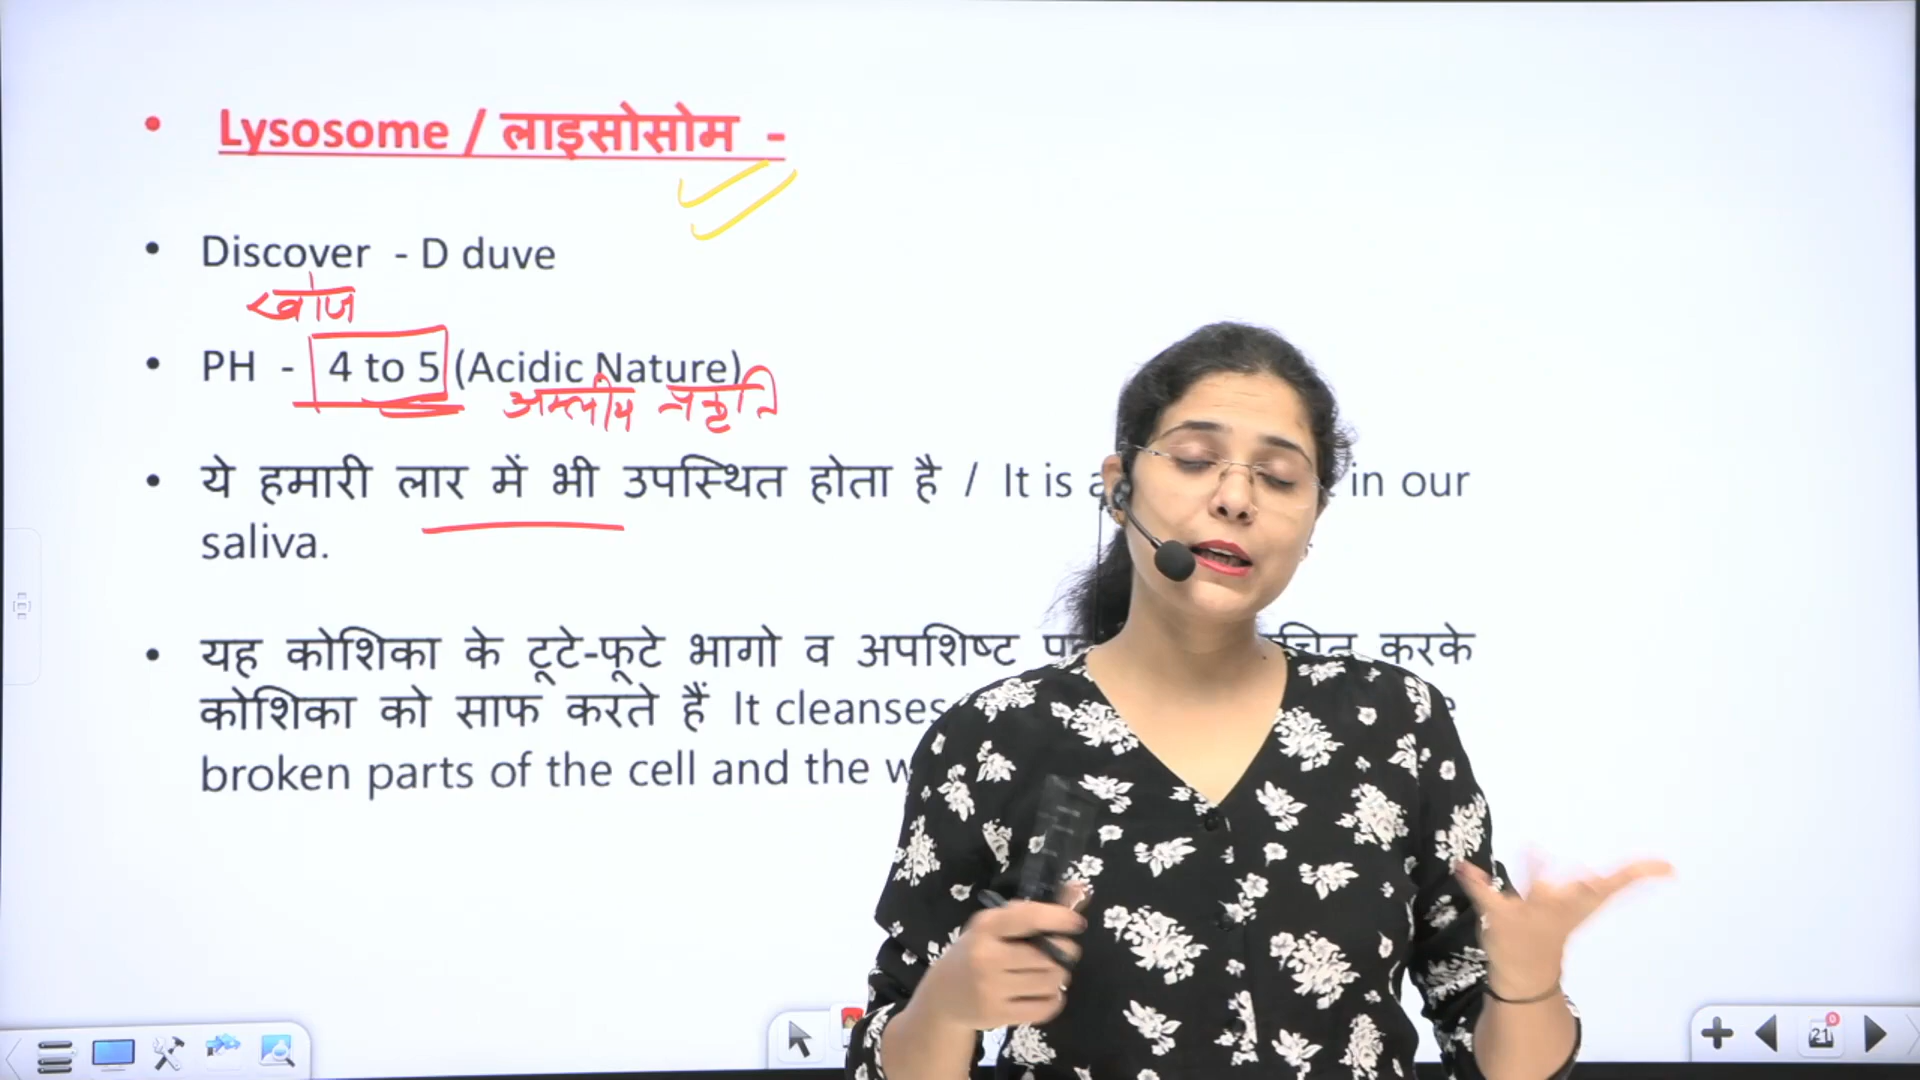 • Lysosome / लाइसोसोम -
• Discover - D duve
खोज
• PH - 4 to 5 (Acidic Nature)
अम्लीय प्रकृति
• ये हमारी लार में भी उपस्थित होता है / It is in our
saliva.
• यह कोशिका के टूटे-फूटे भागो व अपशिष्ट करके
कोशिका को साफ करते हैं It cleanses
broken parts of the cell and the
21